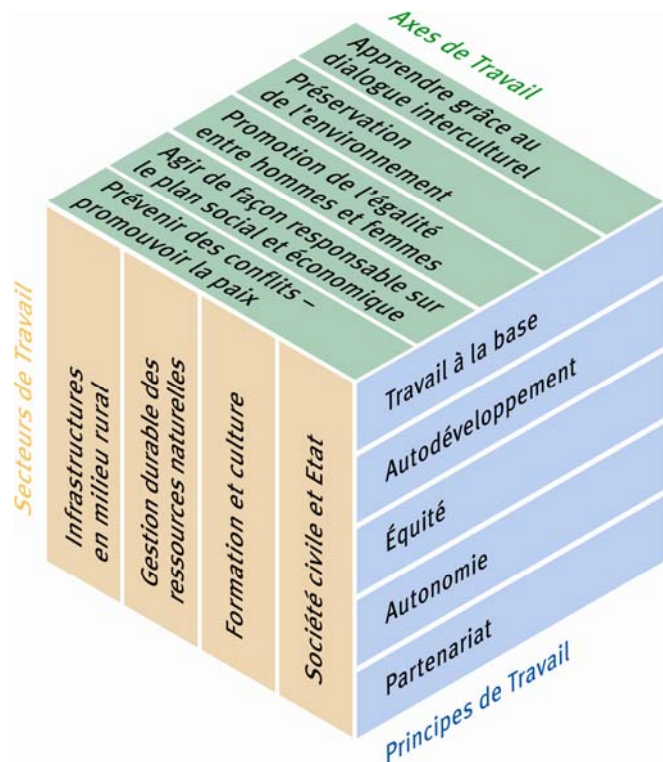 Axes de Travail
Apprendre grâce au
dialogue interculturel
Préservation
de l'environnement
Promotion de l'égalité
entre hommes et femmes
Agir de façon responsable sur
le plan social et économique
Prévenir des conflits –
promouvoir la paix
Secteurs de Travail
Infrastructures
en milieu rural
Gestion durable des
ressources naturelles
Formation et culture
Société civile et Etat
Travail à la base
Autodéveloppement
Équité
Autonomie
Partenariat
Principes de Travail